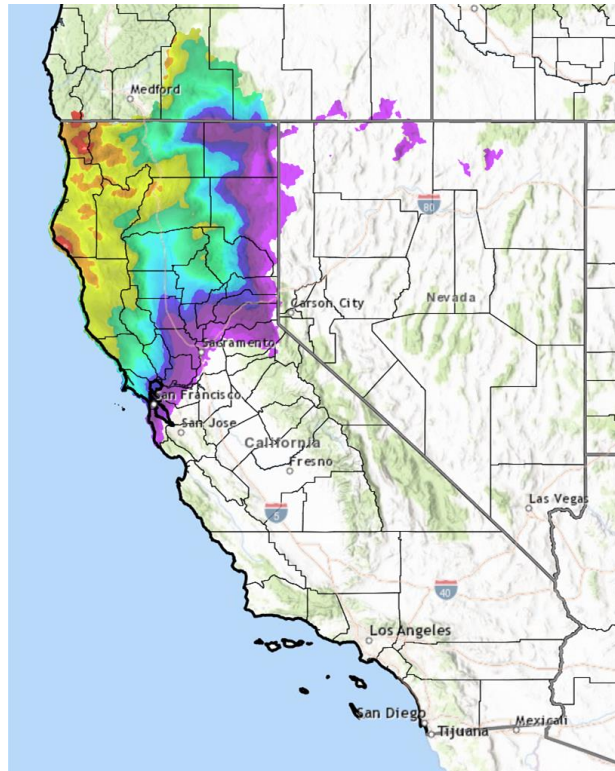 Medford
80
Carson City
Nevada
Sacramento
San Francisco
San Jose
California
Fresno
Las Vegas
5
40
Los Angeles
San Diego
Tijuana
Mexicali